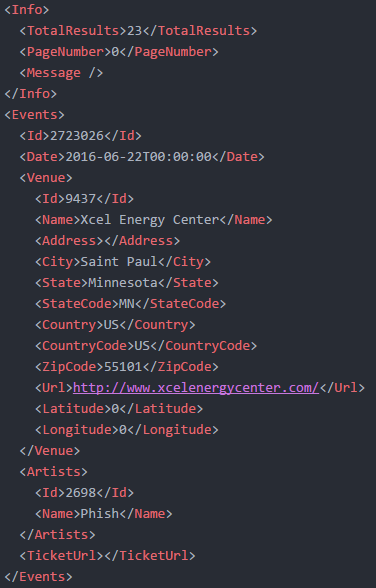 <Info>
  <TotalResults>23</TotalResults>
  <PageNumber>0</PageNumber>
  <Message />
</Info>
<Events>
  <Id>2723026</Id>
  <Date>2016-06-22T00:00:00</Date>
  <Venue>
    <Id>9437</Id>
    <Name>Xcel Energy Center</Name>
    <Address></Address>
    <City>Saint Paul</City>
    <State>Minnesota</State>
    <StateCode>MN</StateCode>
    <Country>US</Country>
    <CountryCode>US</CountryCode>
    <ZipCode>55101</ZipCode>
    <Url>http://www.xcelenergycenter.com/</Url>
    <Latitude>0</Latitude>
    <Longitude>0</Longitude>
  </Venue>
  <Artists>
    <Id>2698</Id>
    <Name>Phish</Name>
  </Artists>
  <TicketUrl></TicketUrl>
</Events>